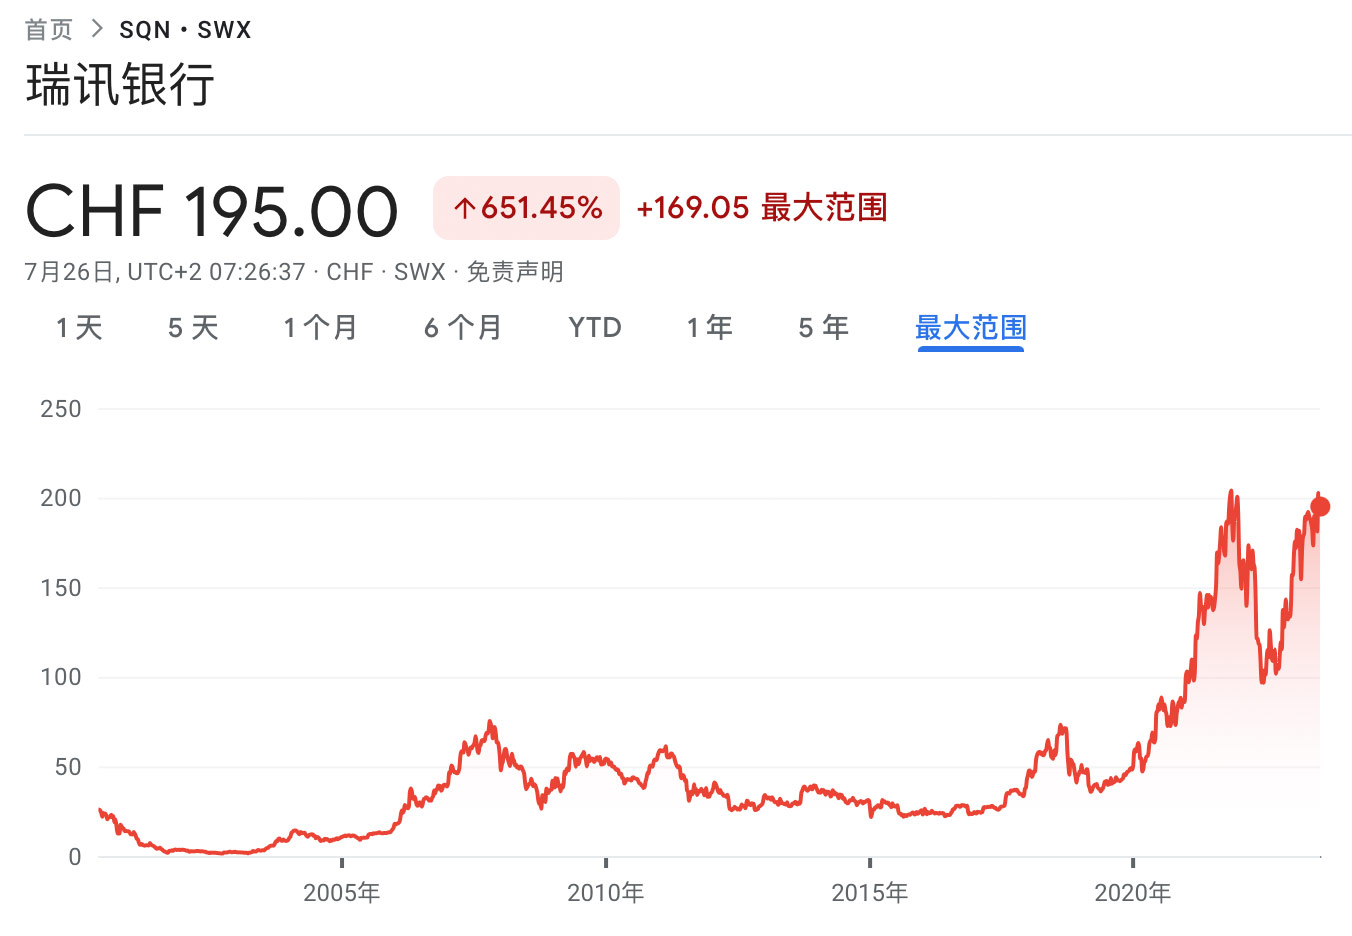 首页 > SQN • SWX
瑞讯银行
CHF 195.00 ↑651.45% +169.05 最大范围
7月26日, UTC+2 07:26:37 · CHF · SWX · 免责声明
1 天 5 天 1 个月 6 个月 YTD 1 年 5 年 最大范围
250
200
150
100
50
0
2005年 2010年 2015年 2020年